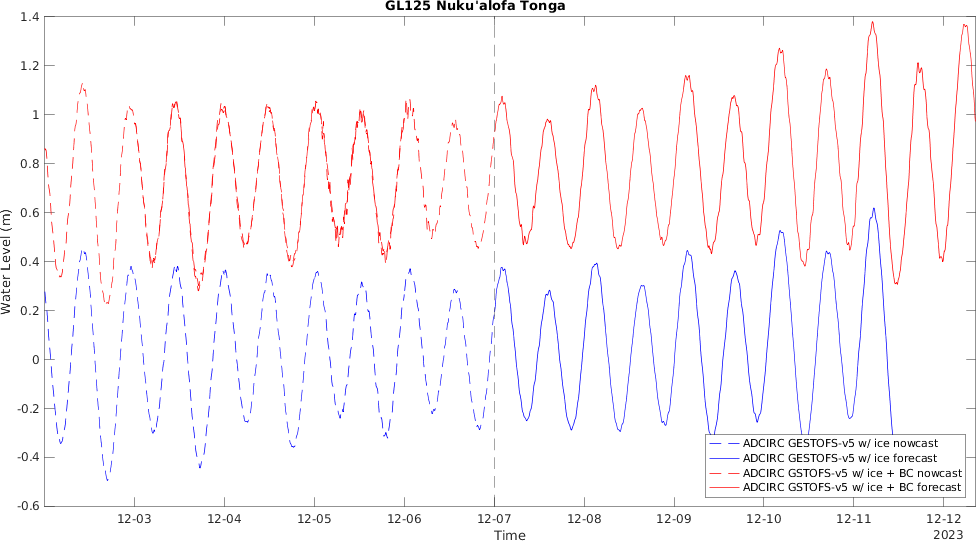 GL125 Nuku'alofa Tonga
Water Level (m)
1.4
1.2
1
0.8
0.6
0.4
0.2
0
-0.2
-0.4
-0.6
ADCIRC GESTOFS-v5 w/ ice nowcast
ADCIRC GESTOFS-v5 w/ ice forecast
ADCIRC GSTOFS-v5 w/ ice + BC nowcast
ADCIRC GSTOFS-v5 w/ ice + BC forecast
12-03 12-04 12-05 12-06 12-07 12-08 12-09 12-10 12-11 12-12
Time 2023